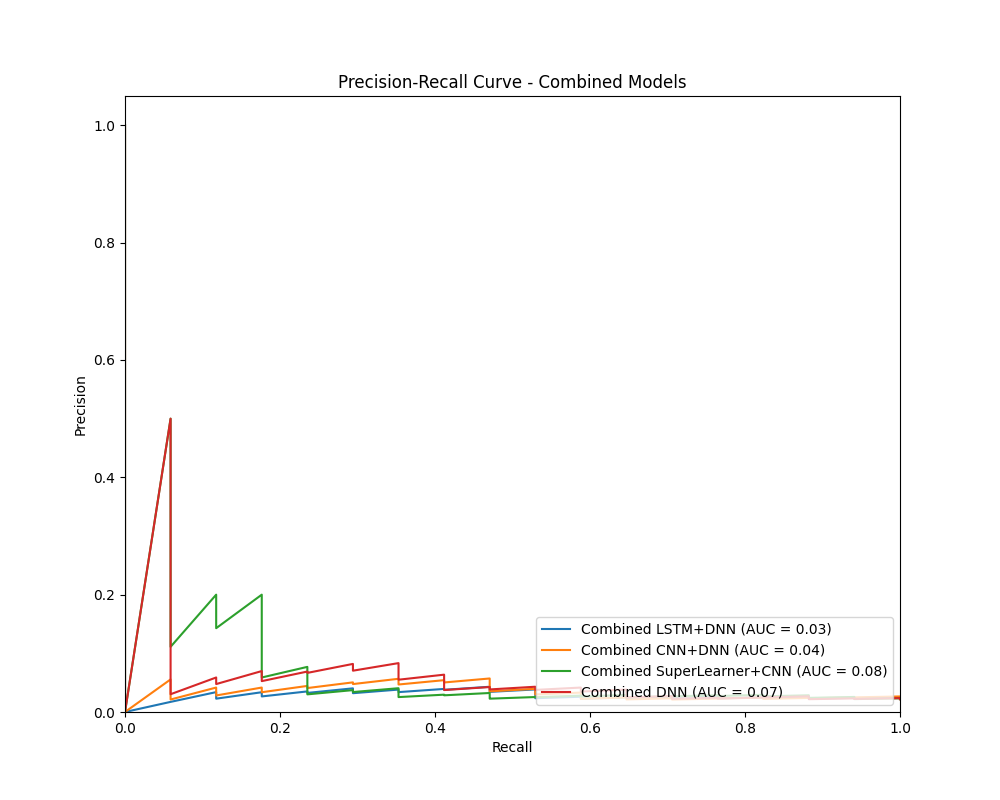 Precision-Recall Curve - Combined Models
1.0
0.8
0.6
0.4
0.2
0.0
Precision
Combined LSTM+DNN (AUC = 0.03)
Combined CNN+DNN (AUC = 0.04)
Combined SuperLearner+CNN (AUC = 0.08)
Combined DNN (AUC = 0.07)
0.0 0.2 0.4 0.6 0.8 1.0
Recall